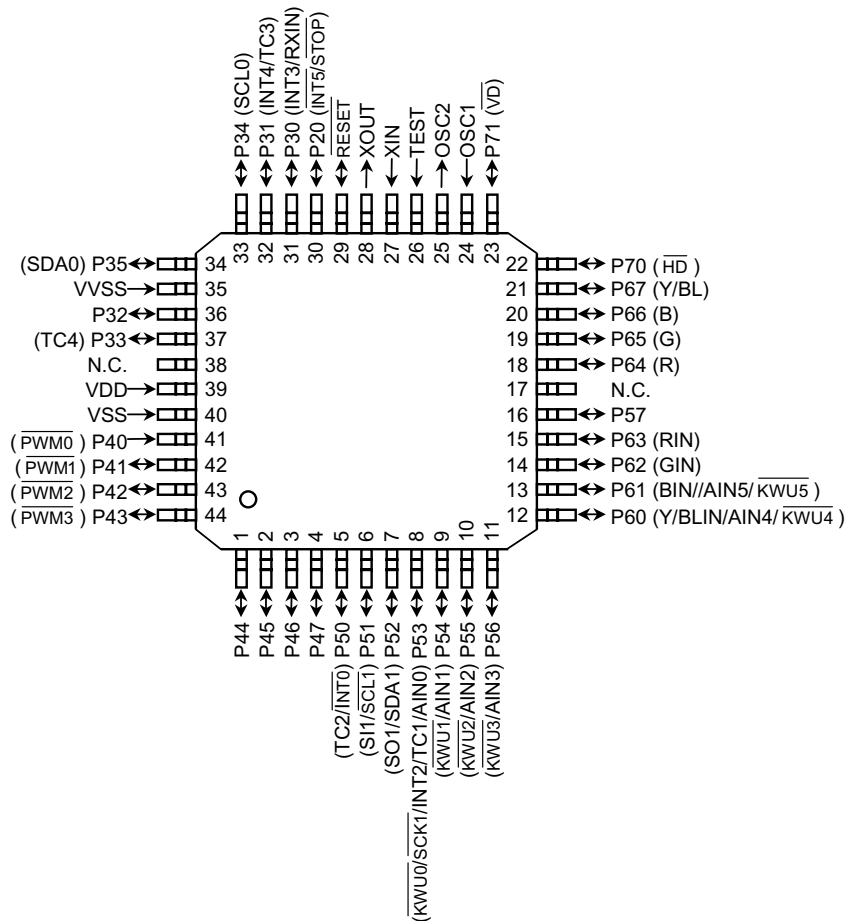 P34 (SCL0)
P31 (INT4/TC3)
P30 (INT3/RXIN)
P20 (INT5/STOP)
RESET
XOUT
XIN
TEST
OSC2
OSC1
P71 (VD)
33 32 31 30 29 28 27 26 25 24 23
(SDA0) P35 34
VVSS 35
P32 36
(TC4) P33 37
N.C. 38
VDD 39
VSS 40
(PWM0) P40 41
(PWM1) P41 42
(PWM2) P42 43
(PWM3) P43 44
22 P70 (HD)
21 P67 (Y/BL)
20 P66 (B)
19 P65 (G)
18 P64 (R)
17 N.C.
16 P57
15 P63 (RIN)
14 P62 (GIN)
13 P61 (BIN//AIN5/KWU5)
12 P60 (Y/BLIN/AIN4/KWU4)
1 2 3 4 5 6 7 8 9 10 11
P44
P45
P46
P47
(TC2/INT0) P50
(SI1/SCL1) P51
(SO1/SDA1) P52
(KWU0/SCK1/INT2/TC1/AIN0) P53
(KWU1/AIN1) P54
(KWU2/AIN2) P55
(KWU3/AIN3) P56